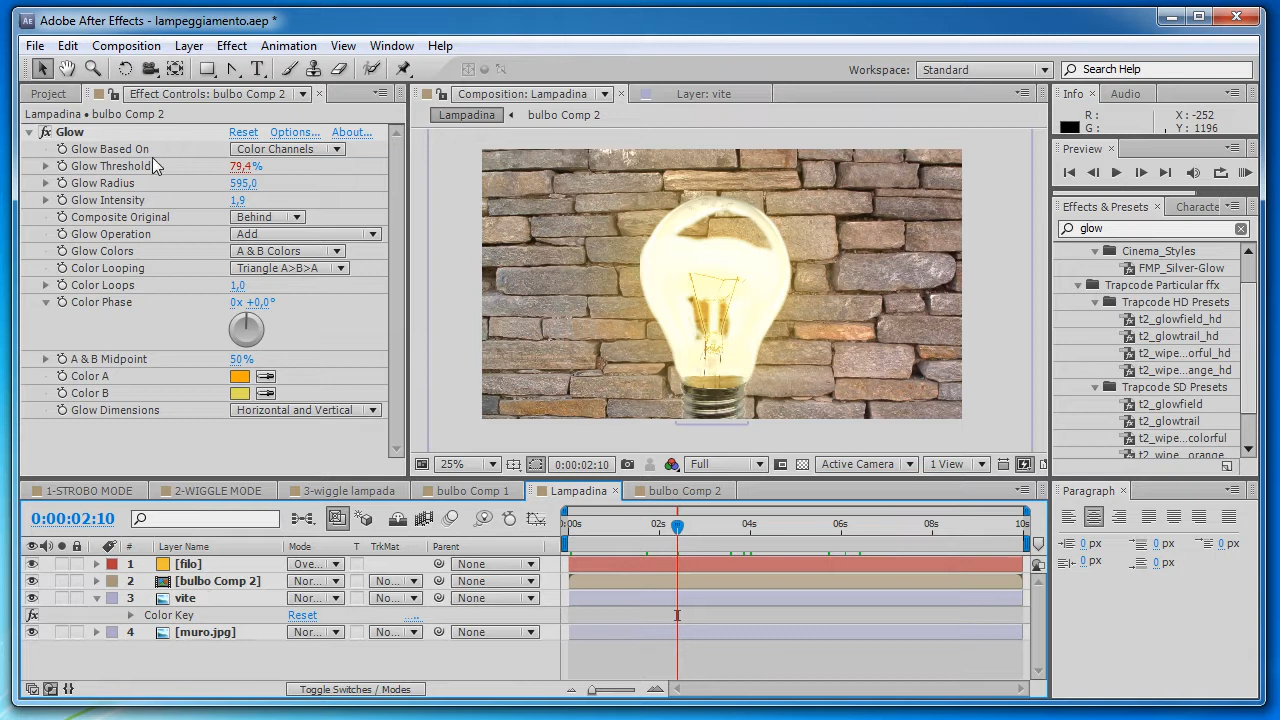 Adobe After Effects - lampeggiamento.aep *
File Edit Composition Layer Effect Animation View Window Help
Workspace: Standard Search Help
Project Effect Controls: bulbo Comp 2
Lampadina • bulbo Comp 2
Glow Reset Options... About...
Glow Based On Color Channels
Glow Threshold 79,4%
Glow Radius 595,0
Glow Intensity 1,9
Composite Original Behind
Glow Operation Add
Glow Colors A & B Colors
Color Looping Triangle A>B>A
Color Loops 1,0
Color Phase 0x +0,0°
A & B Midpoint 50%
Color A
Color B
Glow Dimensions Horizontal and Vertical
Composition: Lampadina Layer: vite
Lampadina bulbo Comp 2
25% 0:00:02:10 Full Active Camera 1 View
Info Audio
R : X : -252
G : Y : 1196
Preview
Effects & Presets Characte
glow
Cinema_Styles
FMP_Silver-Glow
Trapcode Particular ffx
Trapcode HD Presets
t2_glowfield_hd
t2_glowtrail_hd
t2_wipe...orful_hd
t2_wipe...ange_hd
Trapcode SD Presets
t2_glowfield
t2_glowtrail
t2_wipe...colorful
t2_wipe...orange
1-STROBO MODE 2-WIGGLE MODE 3-wiggle lampada bulbo Comp 1 Lampadina bulbo Comp 2
0:00:02:10
:00s 02s 04s 06s 08s 10s
# Layer Name Mode T TrkMat Parent
1 [filo] Ove... None
2 [bulbo Comp 2] Nor... No... None
3 vite Nor... No... None
Color Key Reset ....
4 [muro.jpg] Nor... No... None
Toggle Switches / Modes
Paragraph
0 px 0 px 0 px
0 px 0 px